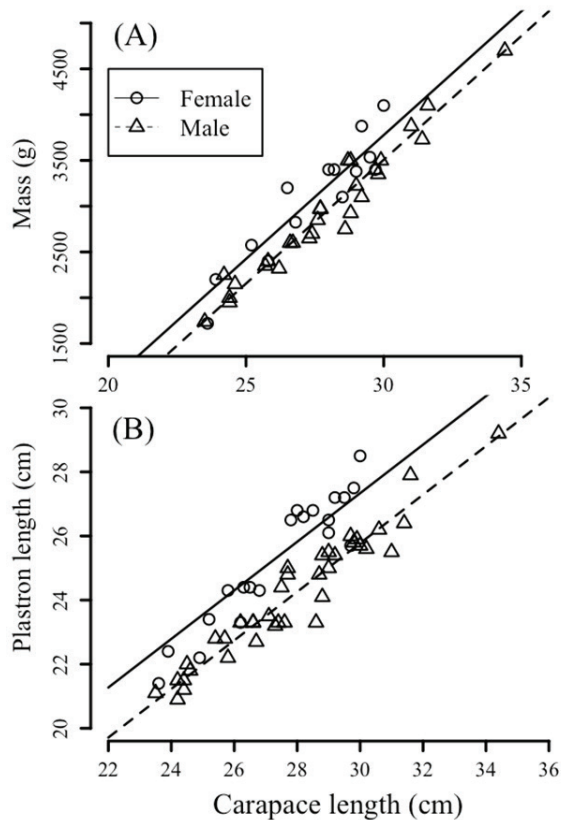 (A)
Female
Male
Mass (g)
4500
3500
2500
1500
20 25 30 35
(B)
Plastron length (cm)
30
28
26
24
22
20
22 24 26 28 30 32 34 36
Carapace length (cm)